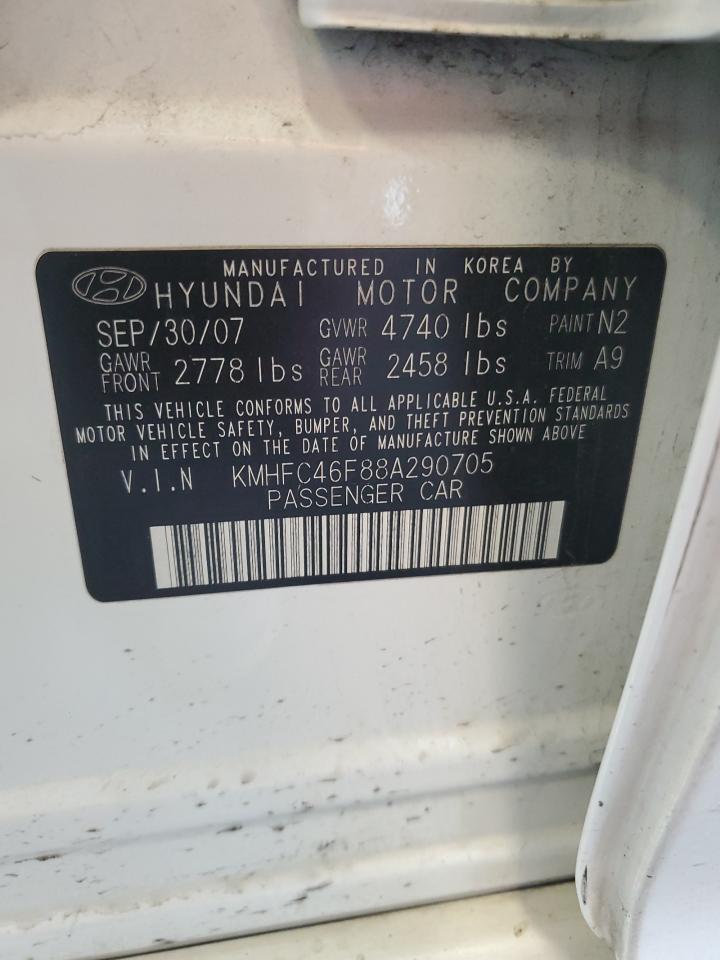 MANUFACTURED IN KOREA BY
HYUNDAI MOTOR COMPANY
SEP/30/07 GVWR 4740 lbs PAINT N2
GAWR FRONT 2778 lbs GAWR REAR 2458 lbs TRIM A9
THIS VEHICLE CONFORMS TO ALL APPLICABLE U.S.A. FEDERAL
MOTOR VEHICLE SAFETY, BUMPER, AND THEFT PREVENTION STANDARDS
IN EFFECT ON THE DATE OF MANUFACTURE SHOWN ABOVE
V.I.N KMHFC46F88A290705
PASSENGER CAR